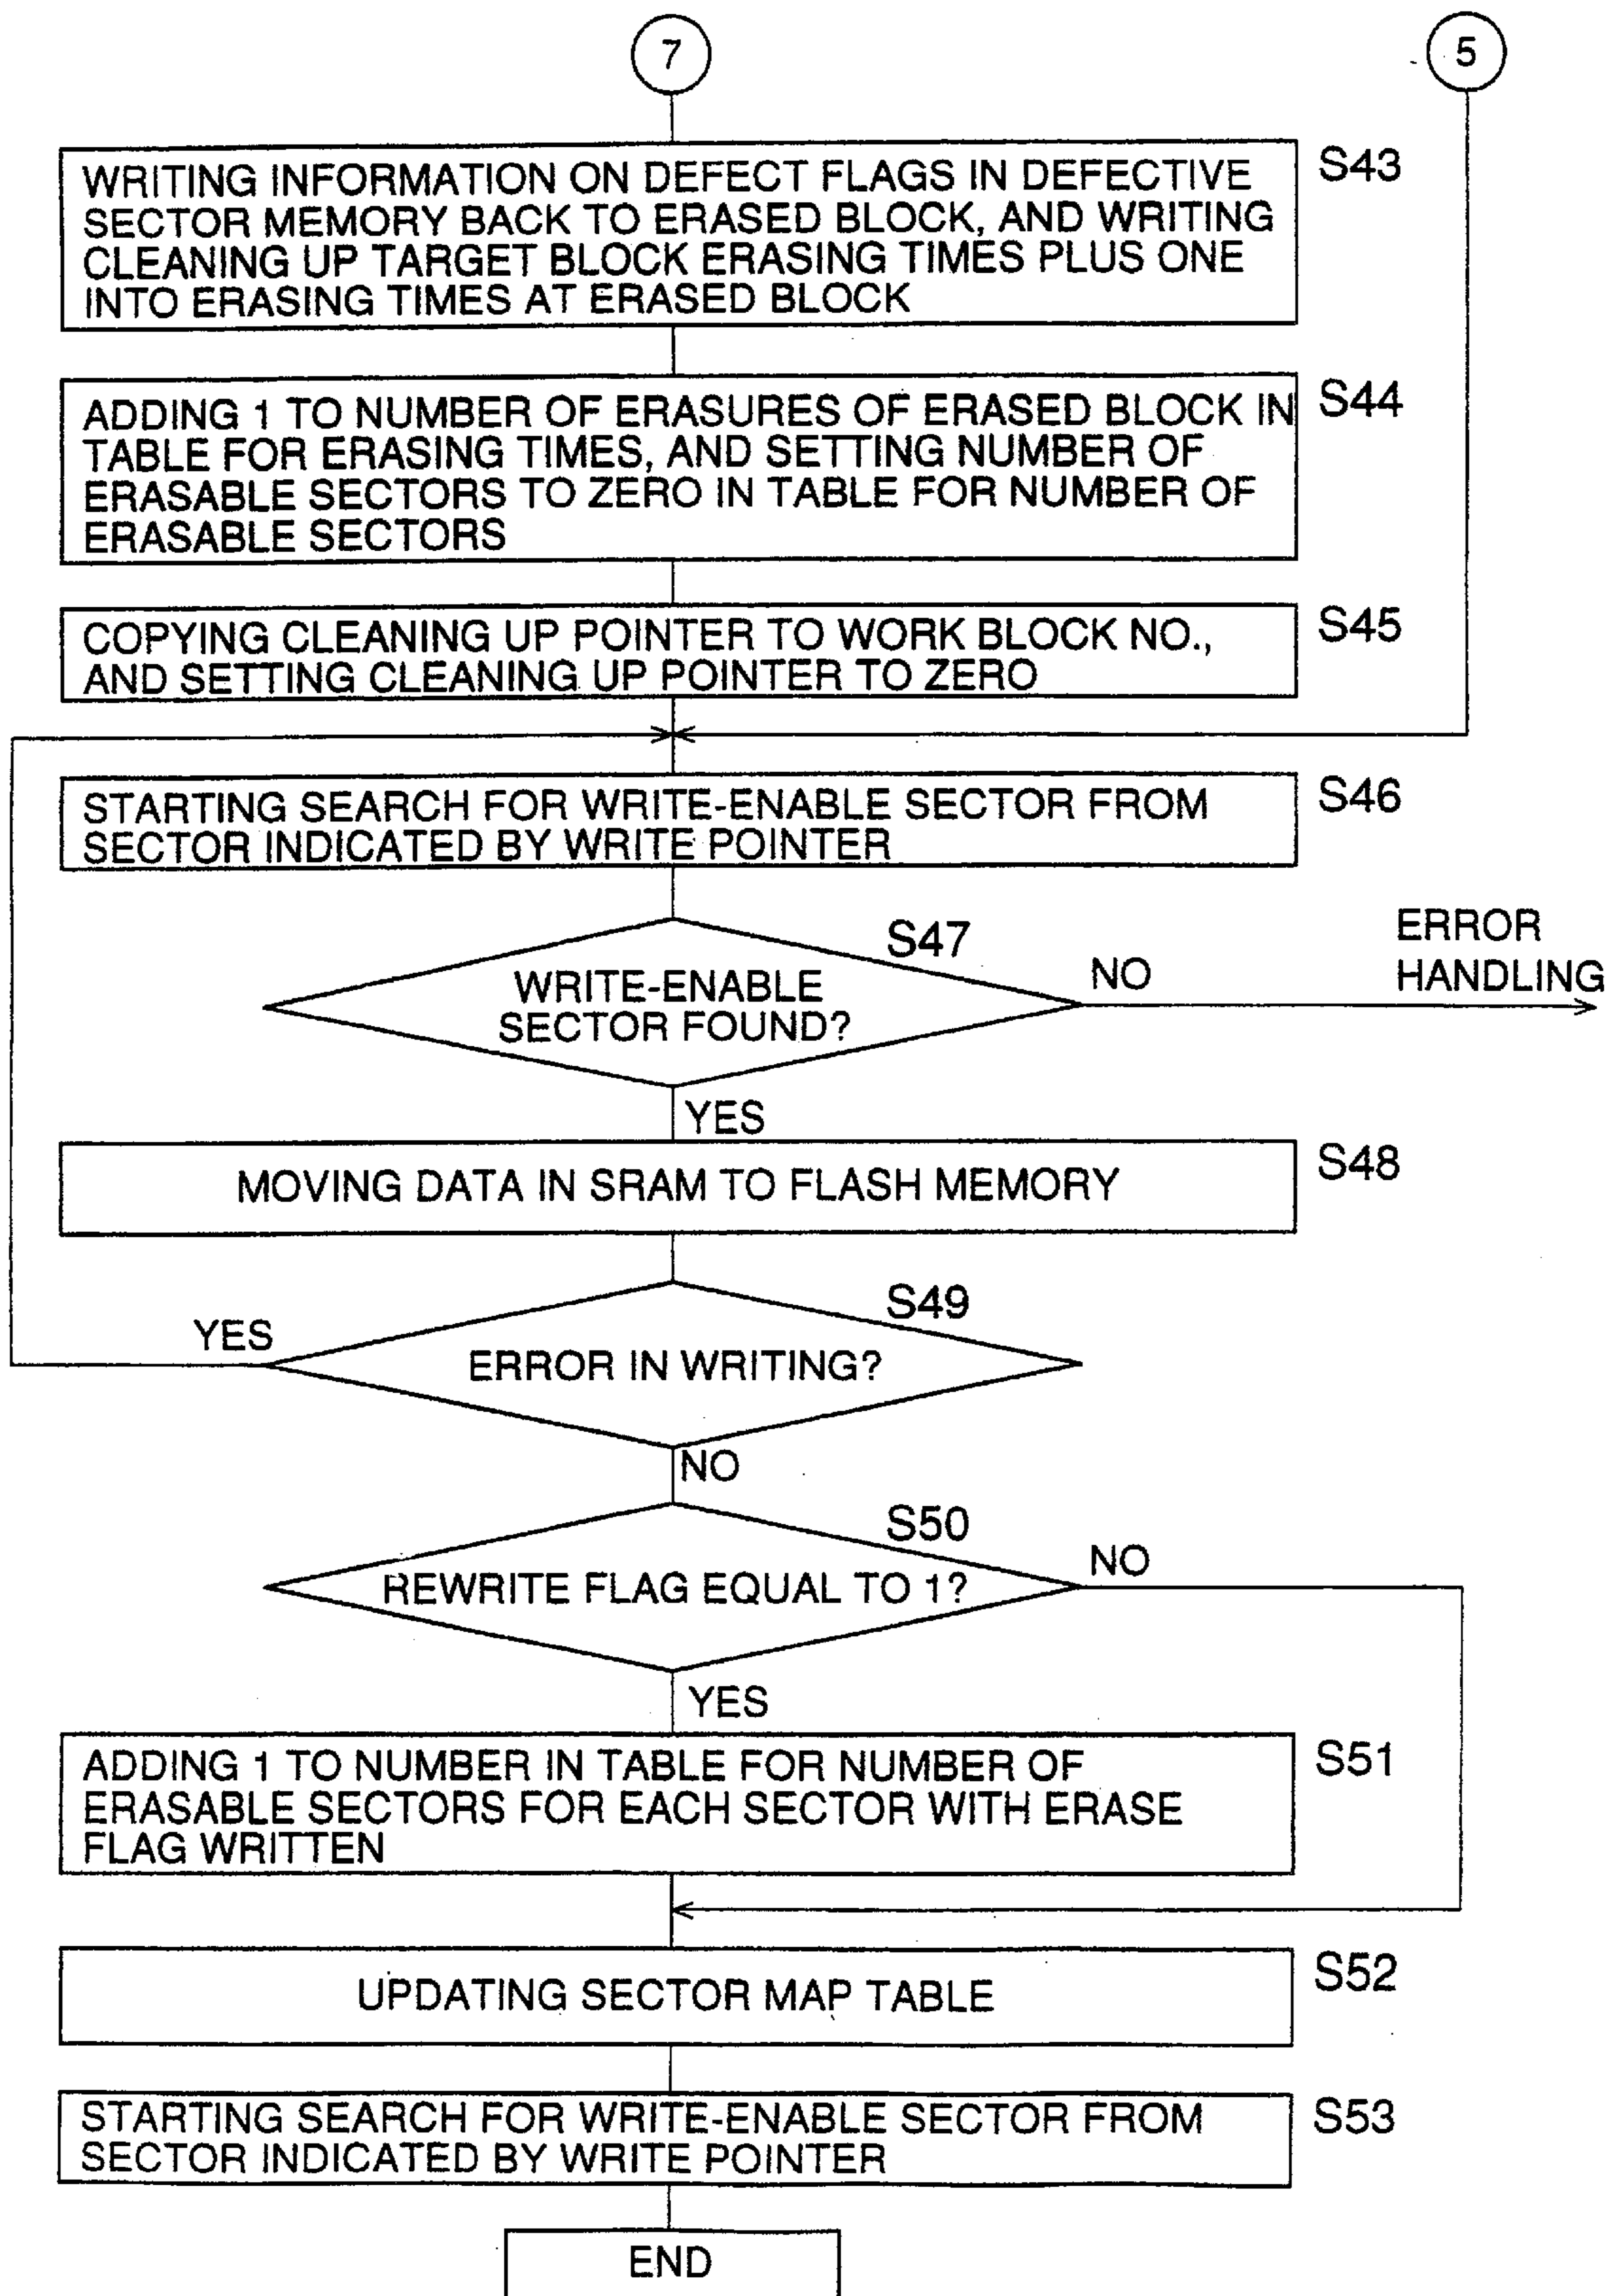 7
5
S43
WRITING INFORMATION ON DEFECT FLAGS IN DEFECTIVE
SECTOR MEMORY BACK TO ERASED BLOCK, AND WRITING
CLEANING UP TARGET BLOCK ERASING TIMES PLUS ONE
INTO ERASING TIMES AT ERASED BLOCK
S44
ADDING 1 TO NUMBER OF ERASURES OF ERASED BLOCK IN
TABLE FOR ERASING TIMES, AND SETTING NUMBER OF
ERASABLE SECTORS TO ZERO IN TABLE FOR NUMBER OF
ERASABLE SECTORS
S45
COPYING CLEANING UP POINTER TO WORK BLOCK NO.,
AND SETTING CLEANING UP POINTER TO ZERO
S46
STARTING SEARCH FOR WRITE-ENABLE SECTOR FROM
SECTOR INDICATED BY WRITE POINTER
S47
WRITE-ENABLE
SECTOR FOUND?
NO
ERROR
HANDLING
YES
S48
MOVING DATA IN SRAM TO FLASH MEMORY
S49
YES
ERROR IN WRITING?
NO
S50
NO
REWRITE FLAG EQUAL TO 1?
YES
S51
ADDING 1 TO NUMBER IN TABLE FOR NUMBER OF
ERASABLE SECTORS FOR EACH SECTOR WITH ERASE
FLAG WRITTEN
S52
UPDATING SECTOR MAP TABLE
S53
STARTING SEARCH FOR WRITE-ENABLE SECTOR FROM
SECTOR INDICATED BY WRITE POINTER
END